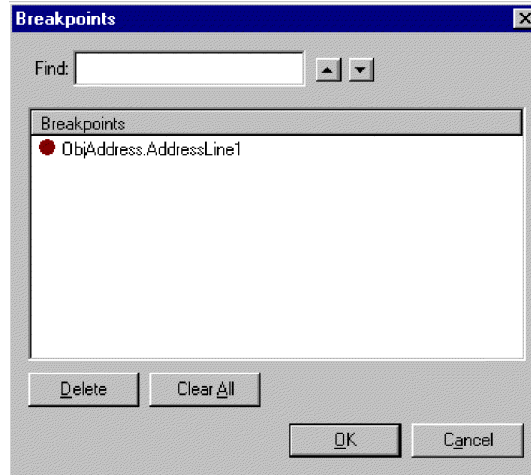 Breakpoints
Find:
Breakpoints
ObjAddress.AddressLine1
Delete
Clear All
OK
Cancel